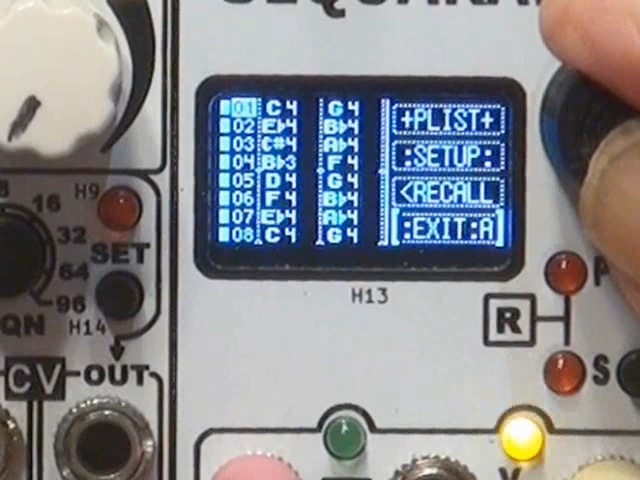 01 C 4 G 4 +PLIST+
02 E♭4 B♭4
03 C#4 A♭4 :SETUP:
04 B♭3 F 4
05 D 4 G 4 <RECALL
06 F 4 B♭4
07 E♭4 A♭4 [:EXIT:A]
08 C 4 G 4
H9
16
32
SET
64
96
QN
H14
H13
R
S
CV
OUT